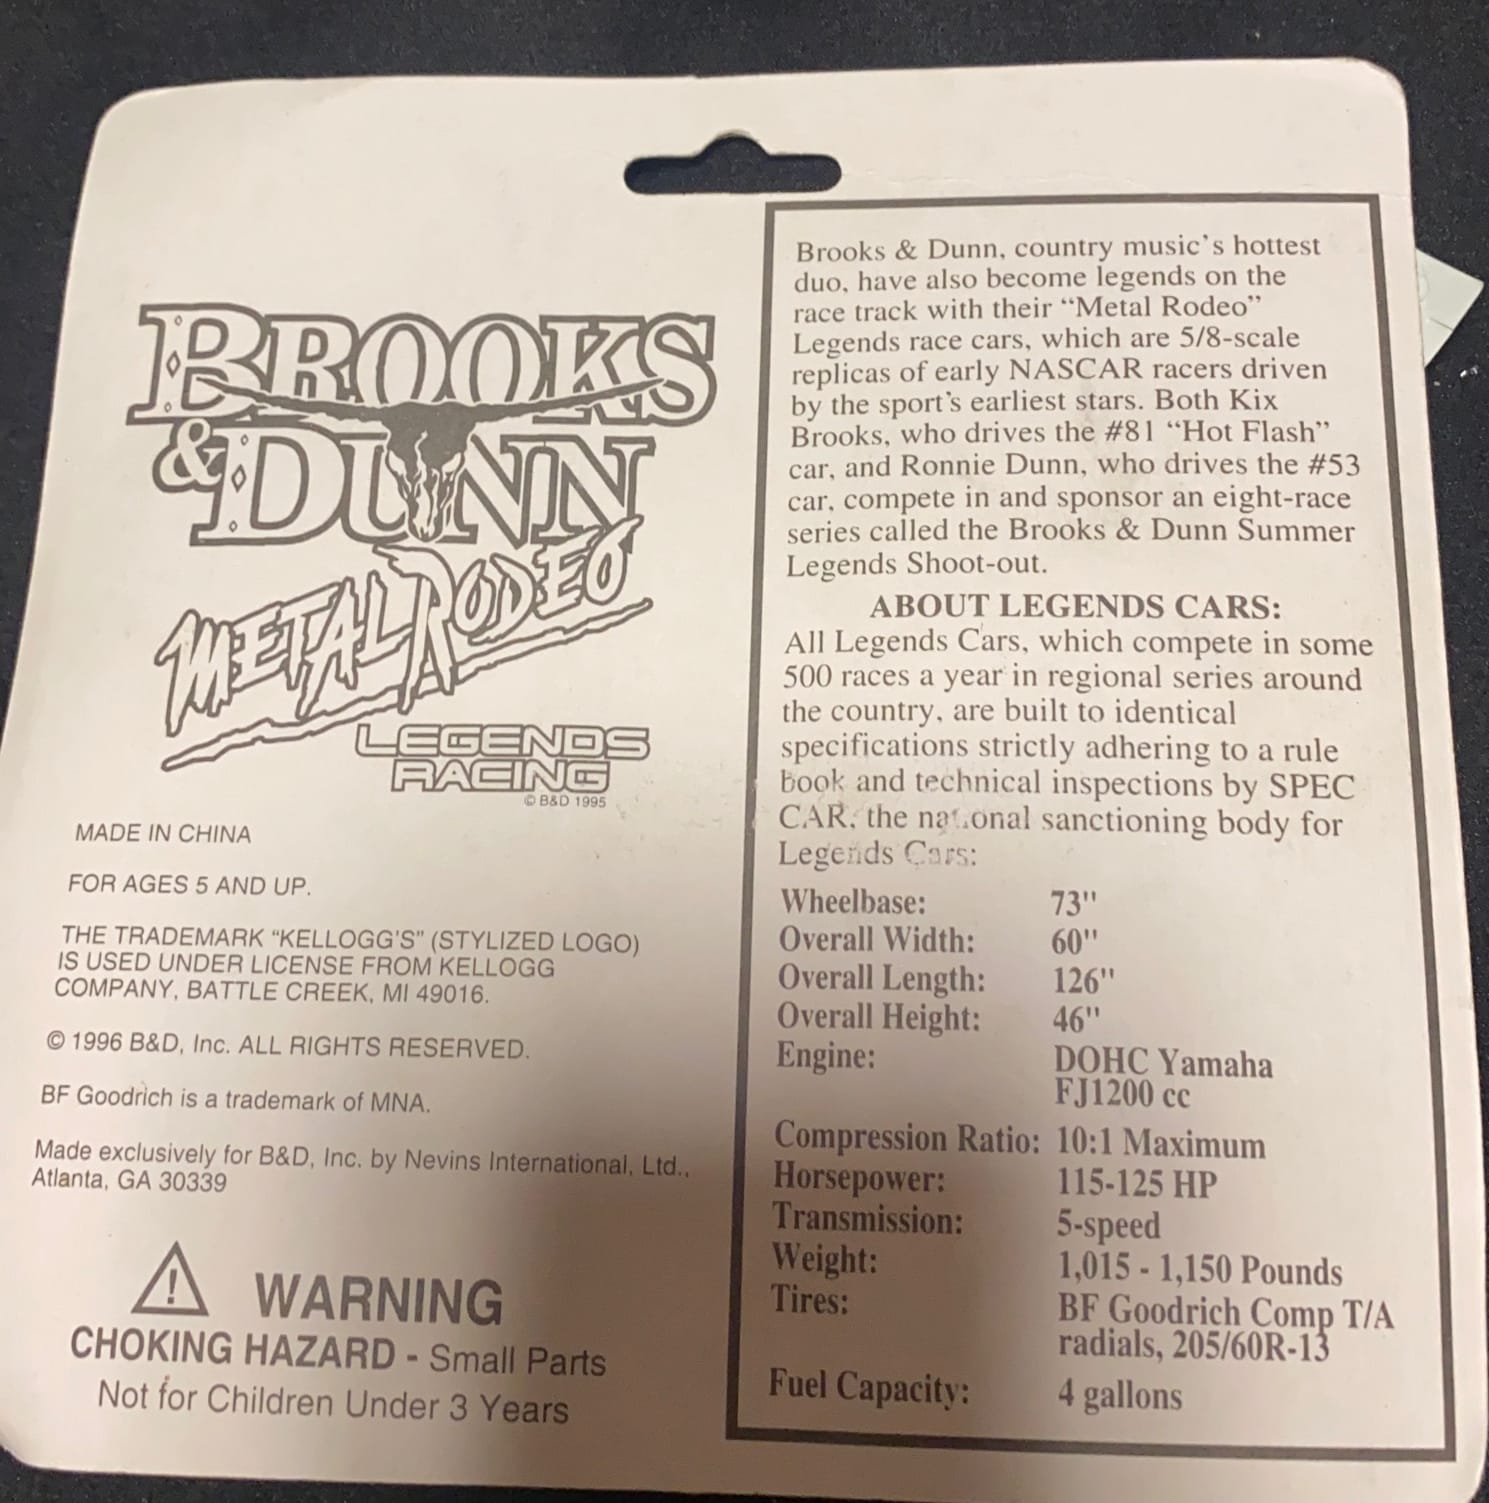 BROOKS
& DUNN
METAL RODEO
LEGENDS
RACING
© B&D 1995
MADE IN CHINA
FOR AGES 5 AND UP.
THE TRADEMARK “KELLOGG'S” (STYLIZED LOGO)
IS USED UNDER LICENSE FROM KELLOGG
COMPANY, BATTLE CREEK, MI 49016.
© 1996 B&D, Inc. ALL RIGHTS RESERVED.
BF Goodrich is a trademark of MNA.
Made exclusively for B&D, Inc. by Nevins International, Ltd.,
Atlanta, GA 30339
! WARNING
CHOKING HAZARD - Small Parts
Not for Children Under 3 Years
Brooks & Dunn, country music's hottest
duo, have also become legends on the
race track with their “Metal Rodeo”
Legends race cars, which are 5/8-scale
replicas of early NASCAR racers driven
by the sport's earliest stars. Both Kix
Brooks, who drives the #81 “Hot Flash”
car, and Ronnie Dunn, who drives the #53
car, compete in and sponsor an eight-race
series called the Brooks & Dunn Summer
Legends Shoot-out.
ABOUT LEGENDS CARS:
All Legends Cars, which compete in some
500 races a year in regional series around
the country, are built to identical
specifications strictly adhering to a rule
book and technical inspections by SPEC
CAR, the national sanctioning body for
Legends Cars:
Wheelbase: 73"
Overall Width: 60"
Overall Length: 126"
Overall Height: 46"
Engine: DOHC Yamaha
FJ1200 cc
Compression Ratio: 10:1 Maximum
Horsepower: 115-125 HP
Transmission: 5-speed
Weight: 1,015 - 1,150 Pounds
Tires: BF Goodrich Comp T/A
radials, 205/60R-13
Fuel Capacity: 4 gallons